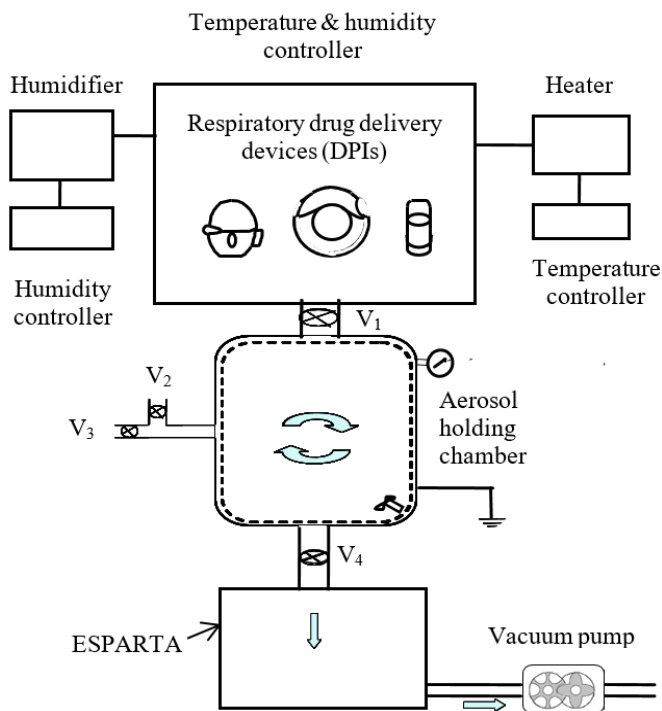 Temperature & humidity
controller
Humidifier
Heater
Respiratory drug delivery
devices (DPIs)
Humidity
controller
Temperature
controller
V₁
V₂
V₃
Aerosol
holding
chamber
V₄
ESPARTA
Vacuum pump